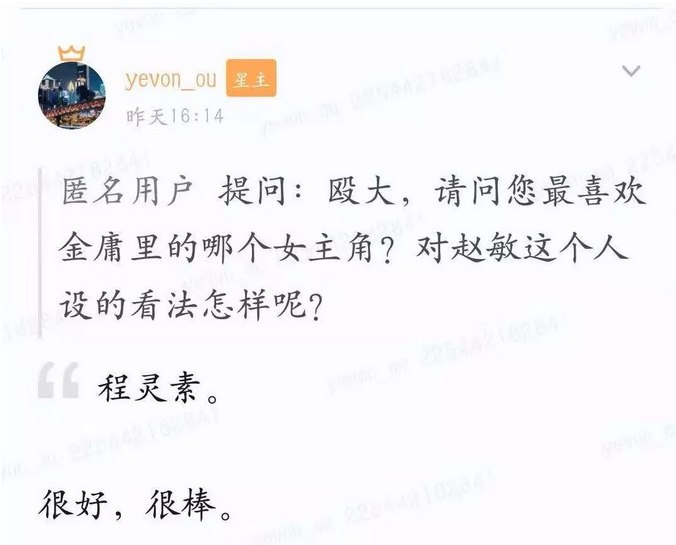 yevon_ou 星主
昨天16:14
匿名用户 提问：殴大，请问您最喜欢
金庸里的哪个女主角？对赵敏这个人
设的看法怎样呢？
程灵素。
很好，很棒。